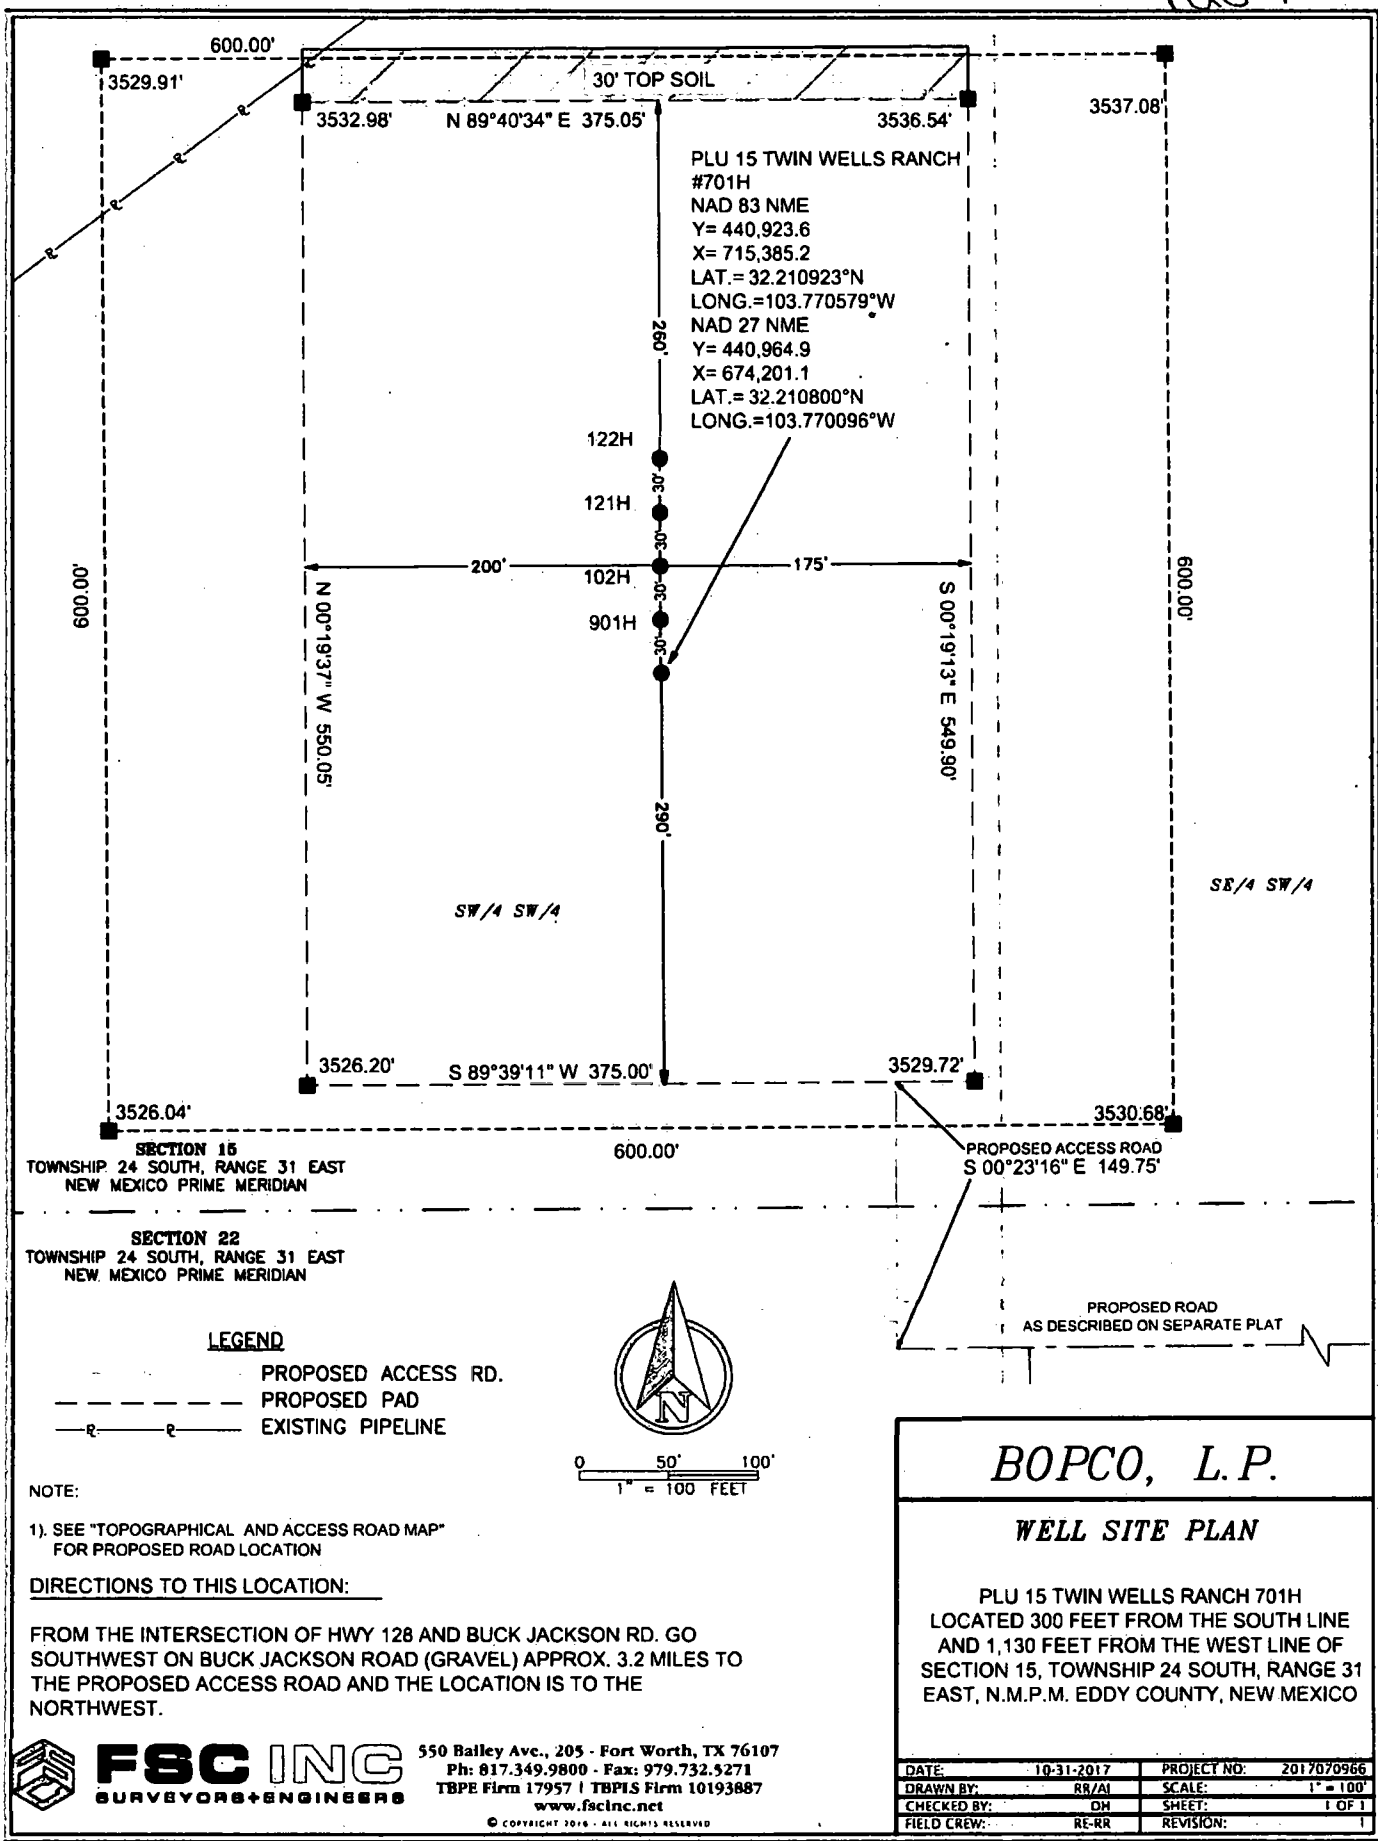 600.00'
3529.91'
30' TOP SOIL
3537.08'
3532.98'
N 89°40'34" E 375.05'
3536.54'
PLU 15 TWIN WELLS RANCH
#701H
NAD 83 NME
Y= 440,923.6
X= 715,385.2
LAT.= 32.210923°N
LONG.=103.770579°W
NAD 27 NME
Y= 440,964.9
X= 674,201.1
LAT.= 32.210800°N
LONG.=103.770096°W
260'
122H
30'
121H
30'
200'
175'
102H
30'
901H
30'
600.00'
N 00°19'37" W 550.05'
S 00°19'13" E 549.90'
600.00'
290'
SW/4 SW/4
SE/4 SW/4
3526.20'
S 89°39'11" W 375.00'
3529.72'
3526.04'
3530.68'
600.00'
PROPOSED ACCESS ROAD
S 00°23'16" E 149.75'
SECTION 15
TOWNSHIP 24 SOUTH, RANGE 31 EAST
NEW MEXICO PRIME MERIDIAN
SECTION 22
TOWNSHIP 24 SOUTH, RANGE 31 EAST
NEW MEXICO PRIME MERIDIAN
PROPOSED ROAD
AS DESCRIBED ON SEPARATE PLAT
LEGEND
PROPOSED ACCESS RD.
PROPOSED PAD
EXISTING PIPELINE
N
0 50' 100'
1" = 100 FEET
NOTE:
1). SEE "TOPOGRAPHICAL AND ACCESS ROAD MAP"
FOR PROPOSED ROAD LOCATION
DIRECTIONS TO THIS LOCATION:
FROM THE INTERSECTION OF HWY 128 AND BUCK JACKSON RD. GO
SOUTHWEST ON BUCK JACKSON ROAD (GRAVEL) APPROX. 3.2 MILES TO
THE PROPOSED ACCESS ROAD AND THE LOCATION IS TO THE
NORTHWEST.
FSC INC
SURVEYORS+ENGINEERS
550 Bailey Ave., 205 - Fort Worth, TX 76107
Ph: 817.349.9800 - Fax: 979.732.5271
TBPE Firm 17957 | TBPLS Firm 10193887
www.fscinc.net
© COPYRIGHT 2016 - ALL RIGHTS RESERVED
BOPCO, L.P.
WELL SITE PLAN
PLU 15 TWIN WELLS RANCH 701H
LOCATED 300 FEET FROM THE SOUTH LINE
AND 1,130 FEET FROM THE WEST LINE OF
SECTION 15, TOWNSHIP 24 SOUTH, RANGE 31
EAST, N.M.P.M. EDDY COUNTY, NEW MEXICO
DATE: 10-31-2017 PROJECT NO: 2017070966
DRAWN BY: RR/AI SCALE: 1" = 100'
CHECKED BY: DH SHEET: 1 OF 1
FIELD CREW: RE-RR REVISION: 1